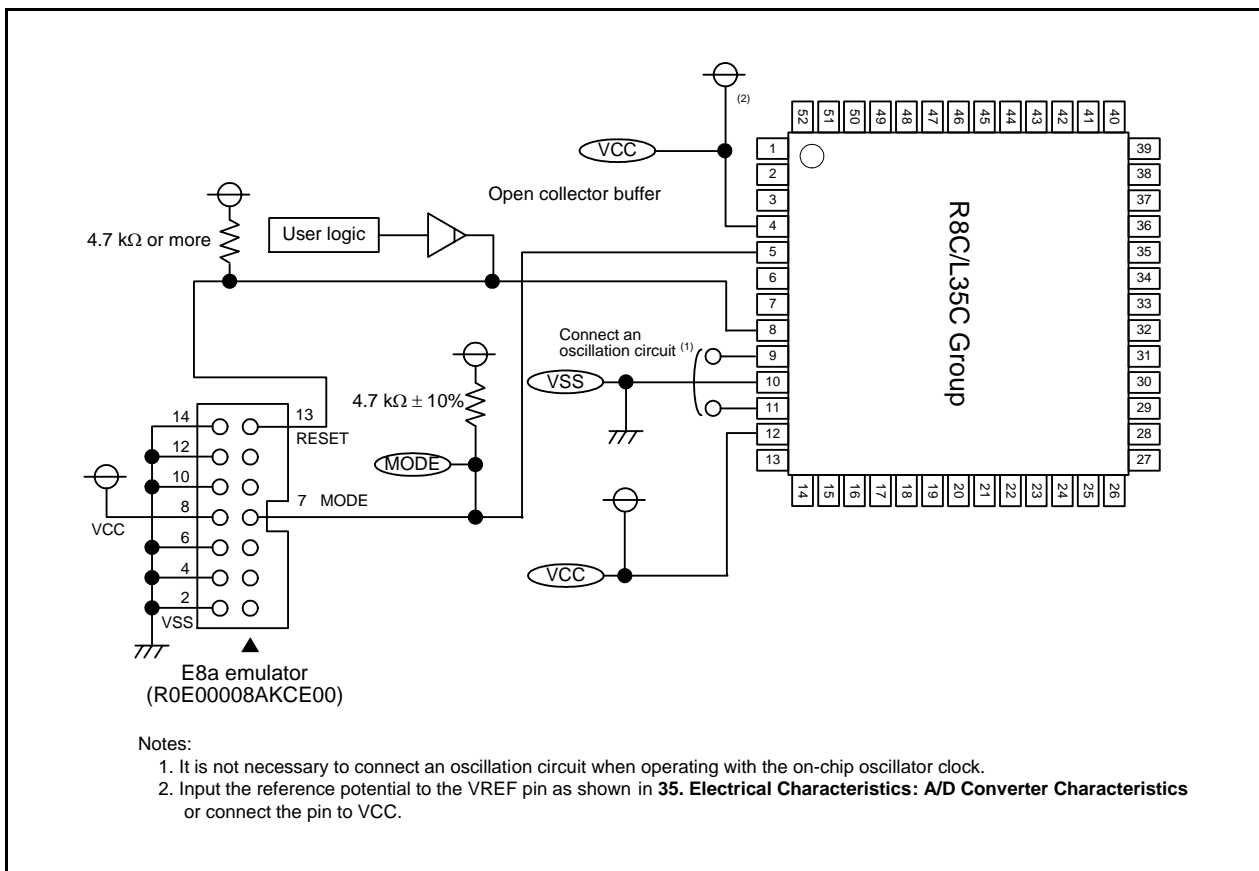 (2)
VCC
Open collector buffer
4.7 kΩ or more
User logic
Connect an
oscillation circuit (1)
VSS
4.7 kΩ ± 10%
MODE
VCC
14
13
RESET
12
10
8
VCC
7 MODE
6
4
2
VSS
E8a emulator
(R0E00008AKCE00)
52 51 50 49 48 47 46 45 44 43 42 41 40
1
2
3
4
5
6
7
8
9
10
11
12
13
R8C/L35C Group
39
38
37
36
35
34
33
32
31
30
29
28
27
14 15 16 17 18 19 20 21 22 23 24 25 26
Notes:
1. It is not necessary to connect an oscillation circuit when operating with the on-chip oscillator clock.
2. Input the reference potential to the VREF pin as shown in 35. Electrical Characteristics: A/D Converter Characteristics
or connect the pin to VCC.